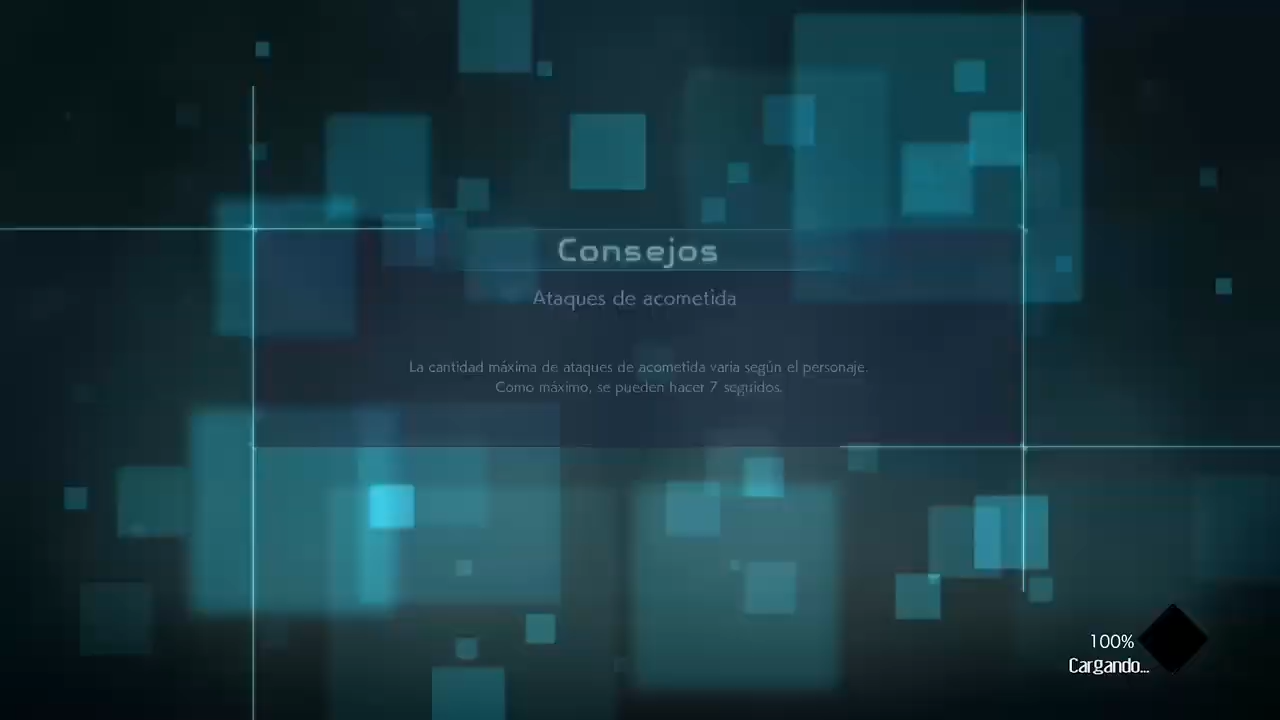 Consejos
Ataques de acometida
La cantidad máxima de ataques de acometida varía según el personaje.
Como máximo, se pueden hacer 7 seguidos.
100%
Cargando...